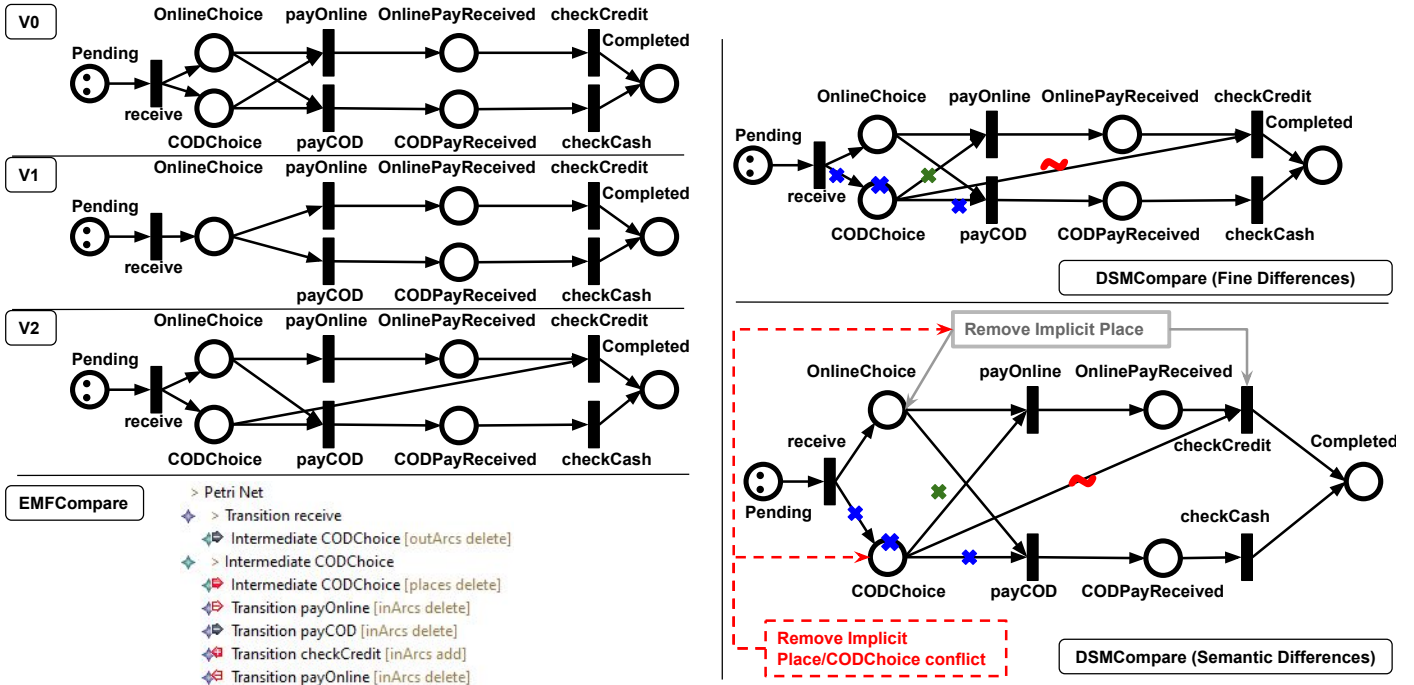 V0
OnlineChoice payOnline OnlinePayReceived checkCredit
Pending
Completed
receive
CODChoice payCOD CODPayReceived checkCash
V1
OnlineChoice payOnline OnlinePayReceived checkCredit
Pending
Completed
receive
payCOD CODPayReceived checkCash
V2
OnlineChoice payOnline OnlinePayReceived checkCredit
Pending
Completed
receive
CODChoice payCOD CODPayReceived checkCash
EMFCompare
> Petri Net
> Transition receive
Intermediate CODChoice [outArcs delete]
> Intermediate CODChoice
Intermediate CODChoice [places delete]
Transition payOnline [inArcs delete]
Transition payCOD [inArcs delete]
Transition checkCredit [inArcs add]
Transition payOnline [inArcs delete]
OnlineChoice payOnline OnlinePayReceived checkCredit
Pending
Completed
receive
CODChoice payCOD CODPayReceived checkCash
DSMCompare (Fine Differences)
Remove Implicit Place
OnlineChoice payOnline OnlinePayReceived
receive
checkCredit
Completed
Pending
checkCash
CODChoice payCOD CODPayReceived
Remove Implicit
Place/CODChoice conflict
DSMCompare (Semantic Differences)